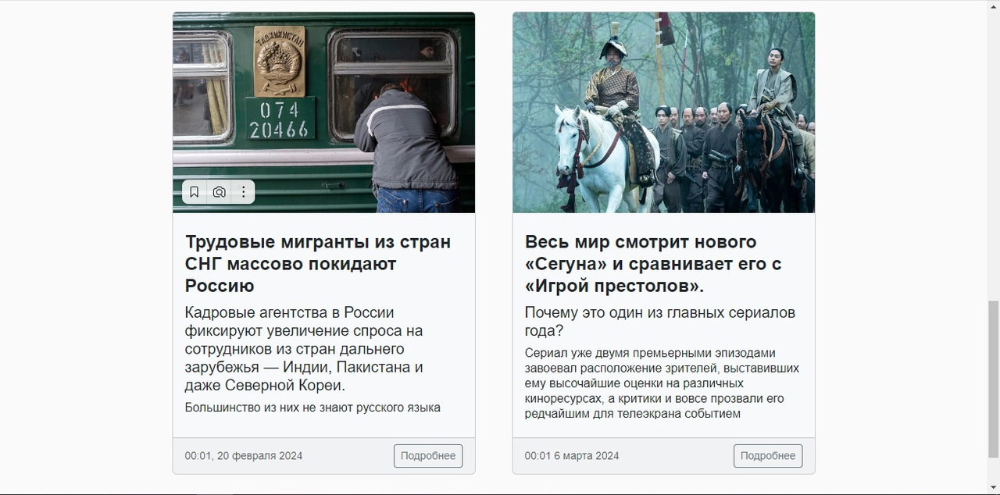 ТАДЖИКИСТАН
074
20466
Трудовые мигранты из стран
СНГ массово покидают
Россию
Кадровые агентства в России
фиксируют увеличение спроса на
сотрудников из стран дальнего
зарубежья — Индии, Пакистана и
даже Северной Кореи.
Большинство из них не знают русского языка
00:01, 20 февраля 2024
Подробнее
Весь мир смотрит нового
«Сегуна» и сравнивает его с
«Игрой престолов».
Почему это один из главных сериалов
года?
Сериал уже двумя премьерными эпизодами
завоевал расположение зрителей, выставивших
ему высочайшие оценки на различных
киноресурсах, а критики и вовсе прозвали его
редчайшим для телеэкрана событием
00:01 6 марта 2024
Подробнее